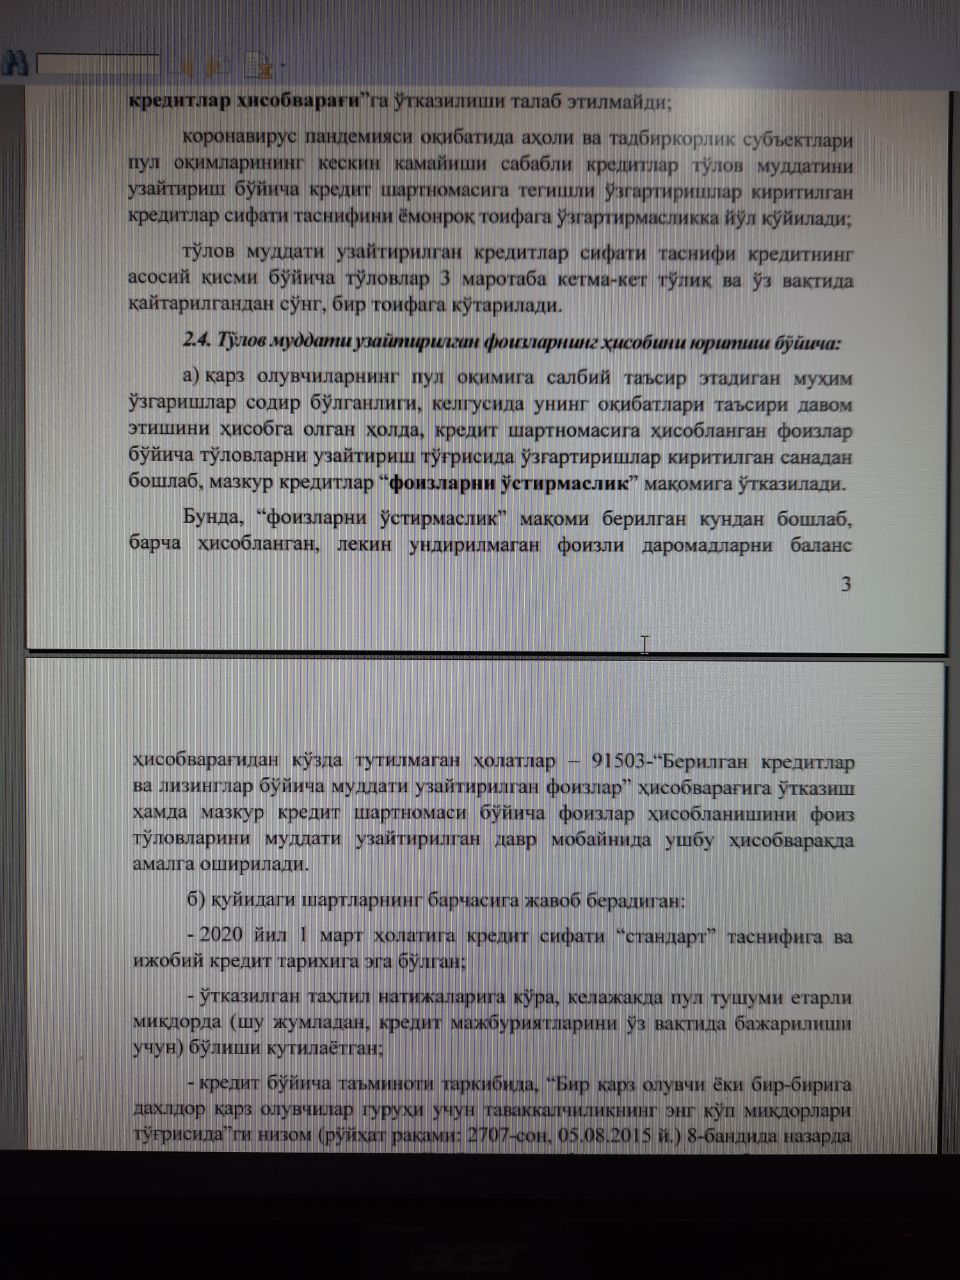 кредитлар ҳисобварағи”га ўтказилиши талаб этилмайди;
коронавирус пандемияси оқибатида аҳоли ва тадбиркорлик субъектлари
пул оқимларининг кескин камайиши сабабли кредитлар тўлов муддатини
узайтириш бўйича кредит шартномасига тегишли ўзгартиришлар киритилган
кредитлар сифати таснифини ёмонроқ тоифага ўзгартирмасликка йўл қўйилади;
тўлов муддати узайтирилган кредитлар сифати таснифи кредитнинг
асосий қисми бўйича тўловлар 3 маротаба кетма-кет тўлиқ ва ўз вақтида
қайтарилгандан сўнг, бир тоифага кўтарилади.
2.4. Тўлов муддати узайтирилган фоизларнинг ҳисобини юритиш бўйича:
а) қарз олувчиларнинг пул оқимига салбий таъсир этадиган муҳим
ўзгаришлар содир бўлганлиги, келгусида унинг оқибатлари таъсири давом
этишини ҳисобга олган ҳолда, кредит шартномасига ҳисобланган фоизлар
бўйича тўловларни узайтириш тўғрисида ўзгартиришлар киритилган санадан
бошлаб, мазкур кредитлар “фоизларни ўстирмаслик” мақомига ўтказилади.
Бунда, “фоизларни ўстирмаслик” мақоми берилган кундан бошлаб,
барча ҳисобланган, лекин ундирилмаган фоизли даромадларни баланс
3
ҳисобварағидан кўзда тутилмаган ҳолатлар – 91503-“Берилган кредитлар
ва лизинглар бўйича муддати узайтирилган фоизлар” ҳисобварағига ўтказиш
ҳамда мазкур кредит шартномаси бўйича фоизлар ҳисобланишини фоиз
тўловларини муддати узайтирилган давр мобайнида ушбу ҳисобварақда
амалга оширилади.
б) қуйидаги шартларнинг барчасига жавоб берадиган:
- 2020 йил 1 март ҳолатига кредит сифати “стандарт” таснифига ва
ижобий кредит тарихига эга бўлган;
- ўтказилган таҳлил натижаларига кўра, келажакда пул тушуми етарли
миқдорда (шу жумладан, кредит мажбуриятларини ўз вақтида бажарилиши
учун) бўлиши кутилаётган;
- кредит бўйича таъминоти таркибида, “Бир қарз олувчи ёки бир-бирига
дахлдор қарз олувчилар гуруҳи учун таваккалчиликнинг энг кўп миқдорлари
тўғрисида”ги низом (рўйхат рақами: 2707-сон, 05.08.2015 й.) 8-бандида назарда
acer